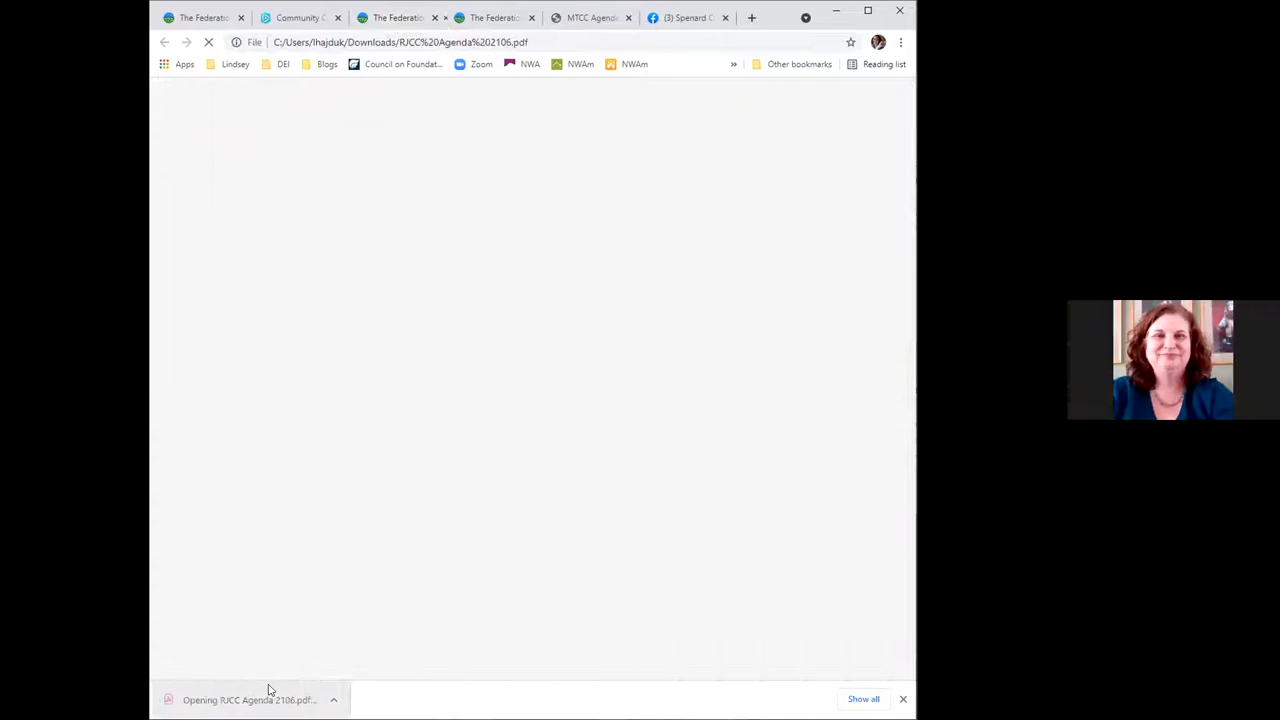 The Federatio Community C The Federatio The Federatio MTCC Agenda (3) Spenard C
File C:/Users/lhajduk/Downloads/RJCC%20Agenda%202106.pdf
Apps Lindsey DEI Blogs Council on Foundat... Zoom NWA NWAm NWAm » Other bookmarks Reading list
Opening RJCC Agenda 2106.pdf... Show all